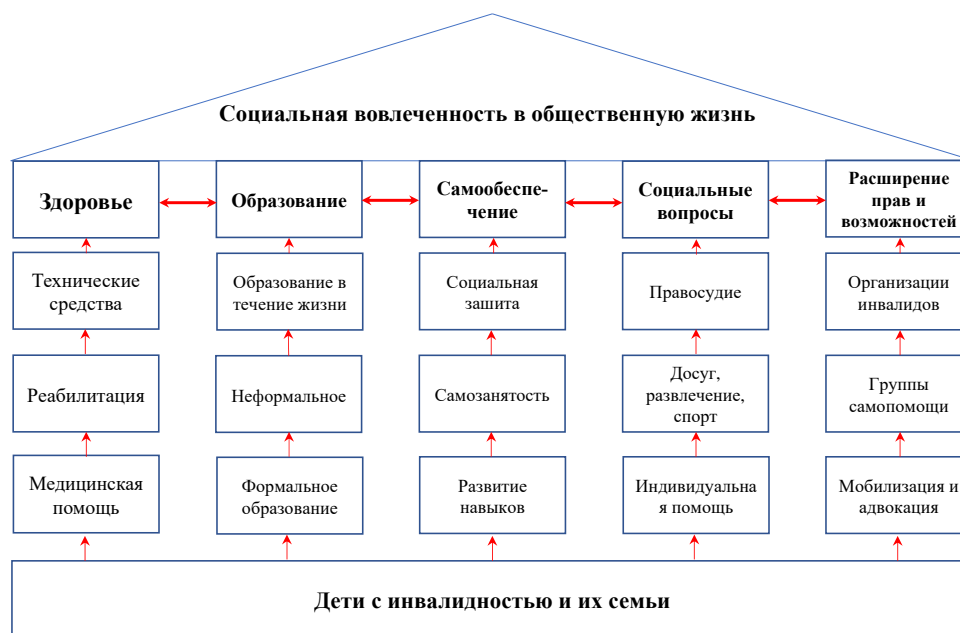 Социальная вовлеченность в общественную жизнь
Здоровье
Образование
Самообеспе-
чение
Социальные
вопросы
Расширение
прав и
возможностей
Технические
средства
Образование в
течение жизни
Социальная
зашита
Правосудие
Организации
инвалидов
Реабилитация
Неформальное
Самозанятость
Досуг,
развлечение,
спорт
Группы
самопомощи
Медицинская
помощь
Формальное
образование
Развитие
навыков
Индивидуальна
я помощь
Мобилизация и
адвокация
Дети с инвалидностью и их семьи